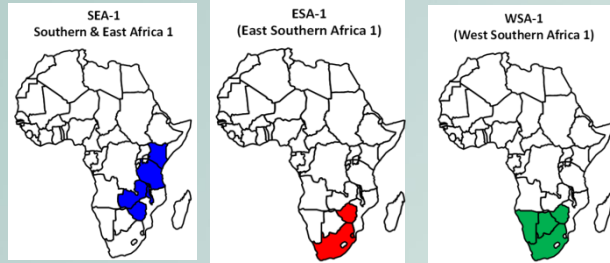 SEA-1
Southern & East Africa 1
ESA-1
(East Southern Africa 1)
WSA-1
(West Southern Africa 1)